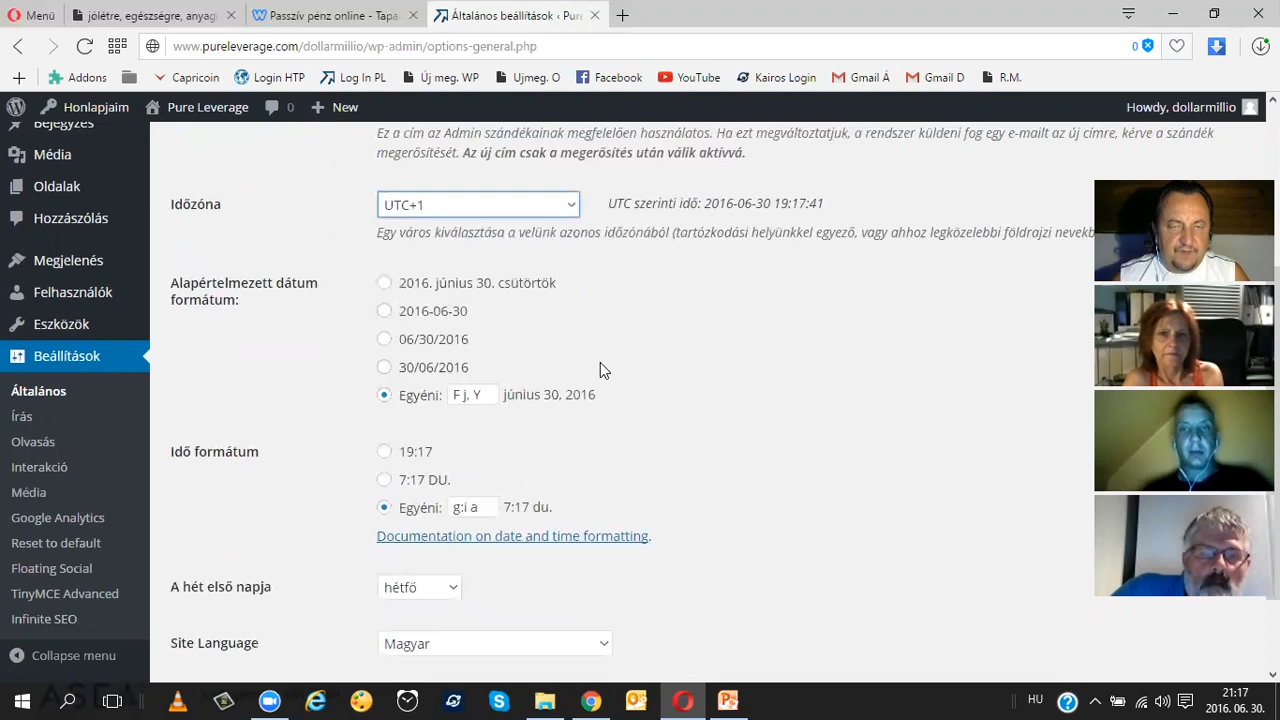 Menü
jólétre, egészségre, anyag
Passzív pénz online - Tapa
Általános beállítások ‹ Pure
www.pureleverage.com/dollarmillio/wp-admin/options-general.php
0
Addons
Capricoin
Login HTP
Log In PL
Új meg. WP
Ujmeg. O
Facebook
YouTube
Kairos Login
Gmail Á
Gmail D
R.M.
Honlapjaim
Pure Leverage
0
New
Howdy, dollarmillio
Bejegyzés
Média
Oldalak
Hozzászólás
Megjelenés
Felhasználók
Eszközök
Beállítások
Általános
Írás
Olvasás
Interakció
Média
Google Analytics
Reset to default
Floating Social
TinyMCE Advanced
Infinite SEO
Collapse menu
Ez a cím az Admin szándékainak megfelelően használatos. Ha ezt megváltoztatjuk, a rendszer küldeni fog egy e-mailt az új címre, kérve a szándék
megerősítését. Az új cím csak a megerősítés után válik aktívvá.
Időzóna
UTC+1
UTC szerinti idő: 2016-06-30 19:17:41
Egy város kiválasztása a velünk azonos időzónából (tartózkodási helyünkkel egyező, vagy ahhoz legközelebbi földrajzi nevekb
Alapértelmezett dátum
formátum:
2016. június 30. csütörtök
2016-06-30
06/30/2016
30/06/2016
Egyéni: F j. Y június 30, 2016
Idő formátum
19:17
7:17 DU.
Egyéni: g:i a 7:17 du.
Documentation on date and time formatting.
A hét első napja
hétfő
Site Language
Magyar
HU
21:17
2016. 06. 30.